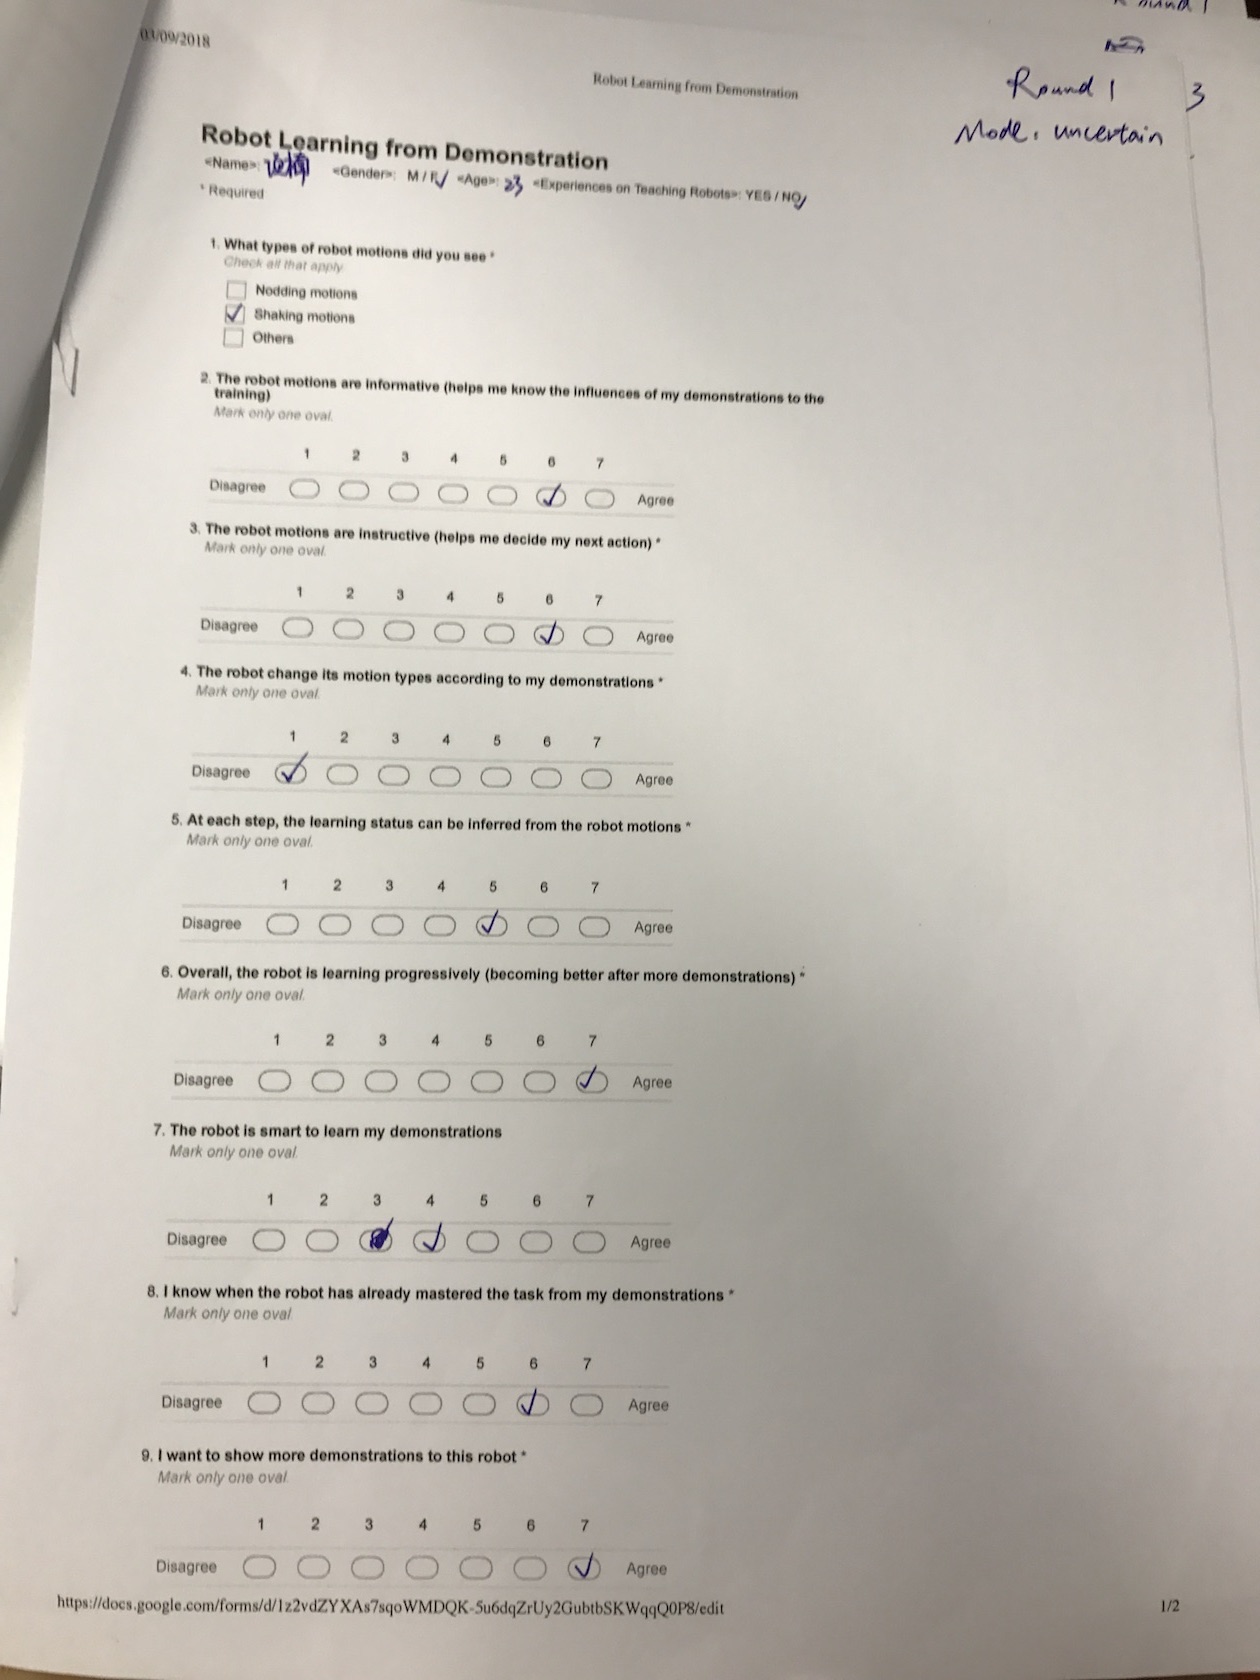 03/09/2018
Robot Learning from Demonstration
Round 1
3
Mode: uncertain
Robot Learning from Demonstration
<Name>: <Gender>: M / F <Age>: 23 <Experiences on Teaching Robots>: YES / NO
* Required
1. What types of robot motions did you see *
Check all that apply.
Nodding motions
Shaking motions
Others
2. The robot motions are informative (helps me know the influences of my demonstrations to the
training)
Mark only one oval.
1 2 3 4 5 6 7
Disagree Agree
3. The robot motions are instructive (helps me decide my next action) *
Mark only one oval.
1 2 3 4 5 6 7
Disagree Agree
4. The robot change its motion types according to my demonstrations *
Mark only one oval.
1 2 3 4 5 6 7
Disagree Agree
5. At each step, the learning status can be inferred from the robot motions *
Mark only one oval.
1 2 3 4 5 6 7
Disagree Agree
6. Overall, the robot is learning progressively (becoming better after more demonstrations) *
Mark only one oval.
1 2 3 4 5 6 7
Disagree Agree
7. The robot is smart to learn my demonstrations
Mark only one oval.
1 2 3 4 5 6 7
Disagree Agree
8. I know when the robot has already mastered the task from my demonstrations *
Mark only one oval.
1 2 3 4 5 6 7
Disagree Agree
9. I want to show more demonstrations to this robot *
Mark only one oval.
1 2 3 4 5 6 7
Disagree Agree
https://docs.google.com/forms/d/1z2vdZYXAs7sqoWMDQK-5u6dqZrUy2GubtbSKWqqQ0P8/edit
1/2